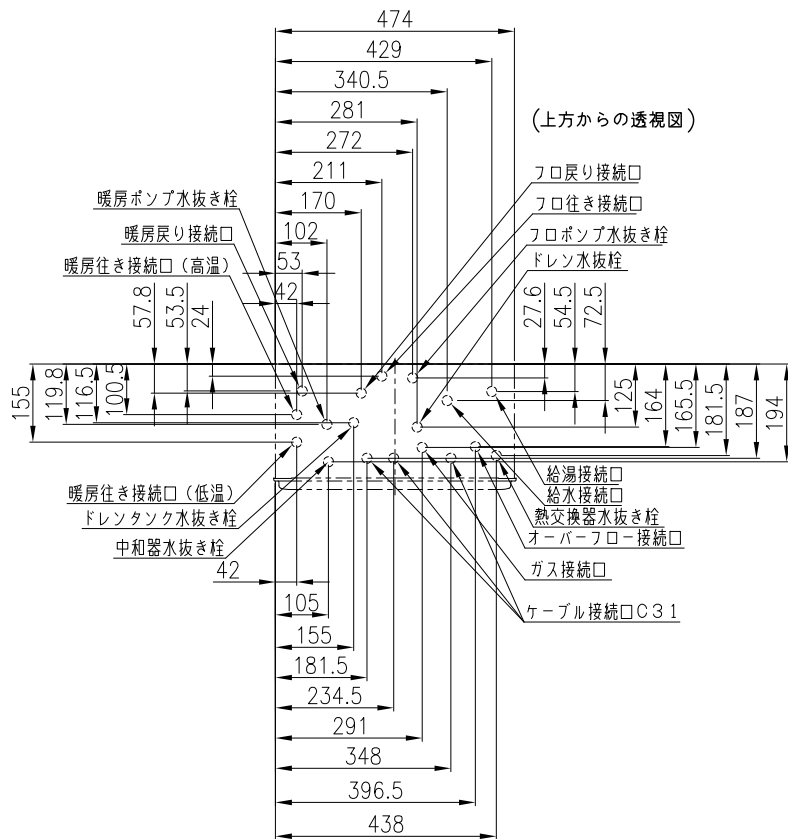 474
429
340.5
281
(上方からの透視図)
272
211
フロ戻り接続口
170
暖房ポンプ水抜き栓
フロ往き接続口
102
暖房戻り接続口
フロポンプ水抜き栓
53
暖房往き接続口(高温)
ドレン水抜栓
42
57.8
53.5
24
27.6
54.5
72.5
155
119.8
116.5
100.5
125
164
165.5
181.5
187
194
暖房往き接続口(低温)
ドレンタンク水抜き栓
中和器水抜き栓
給湯接続口
給水接続口
熱交換器水抜き栓
オーバーフロー接続口
ガス接続口
ケーブル接続口C31
42
105
155
181.5
234.5
291
348
396.5
438